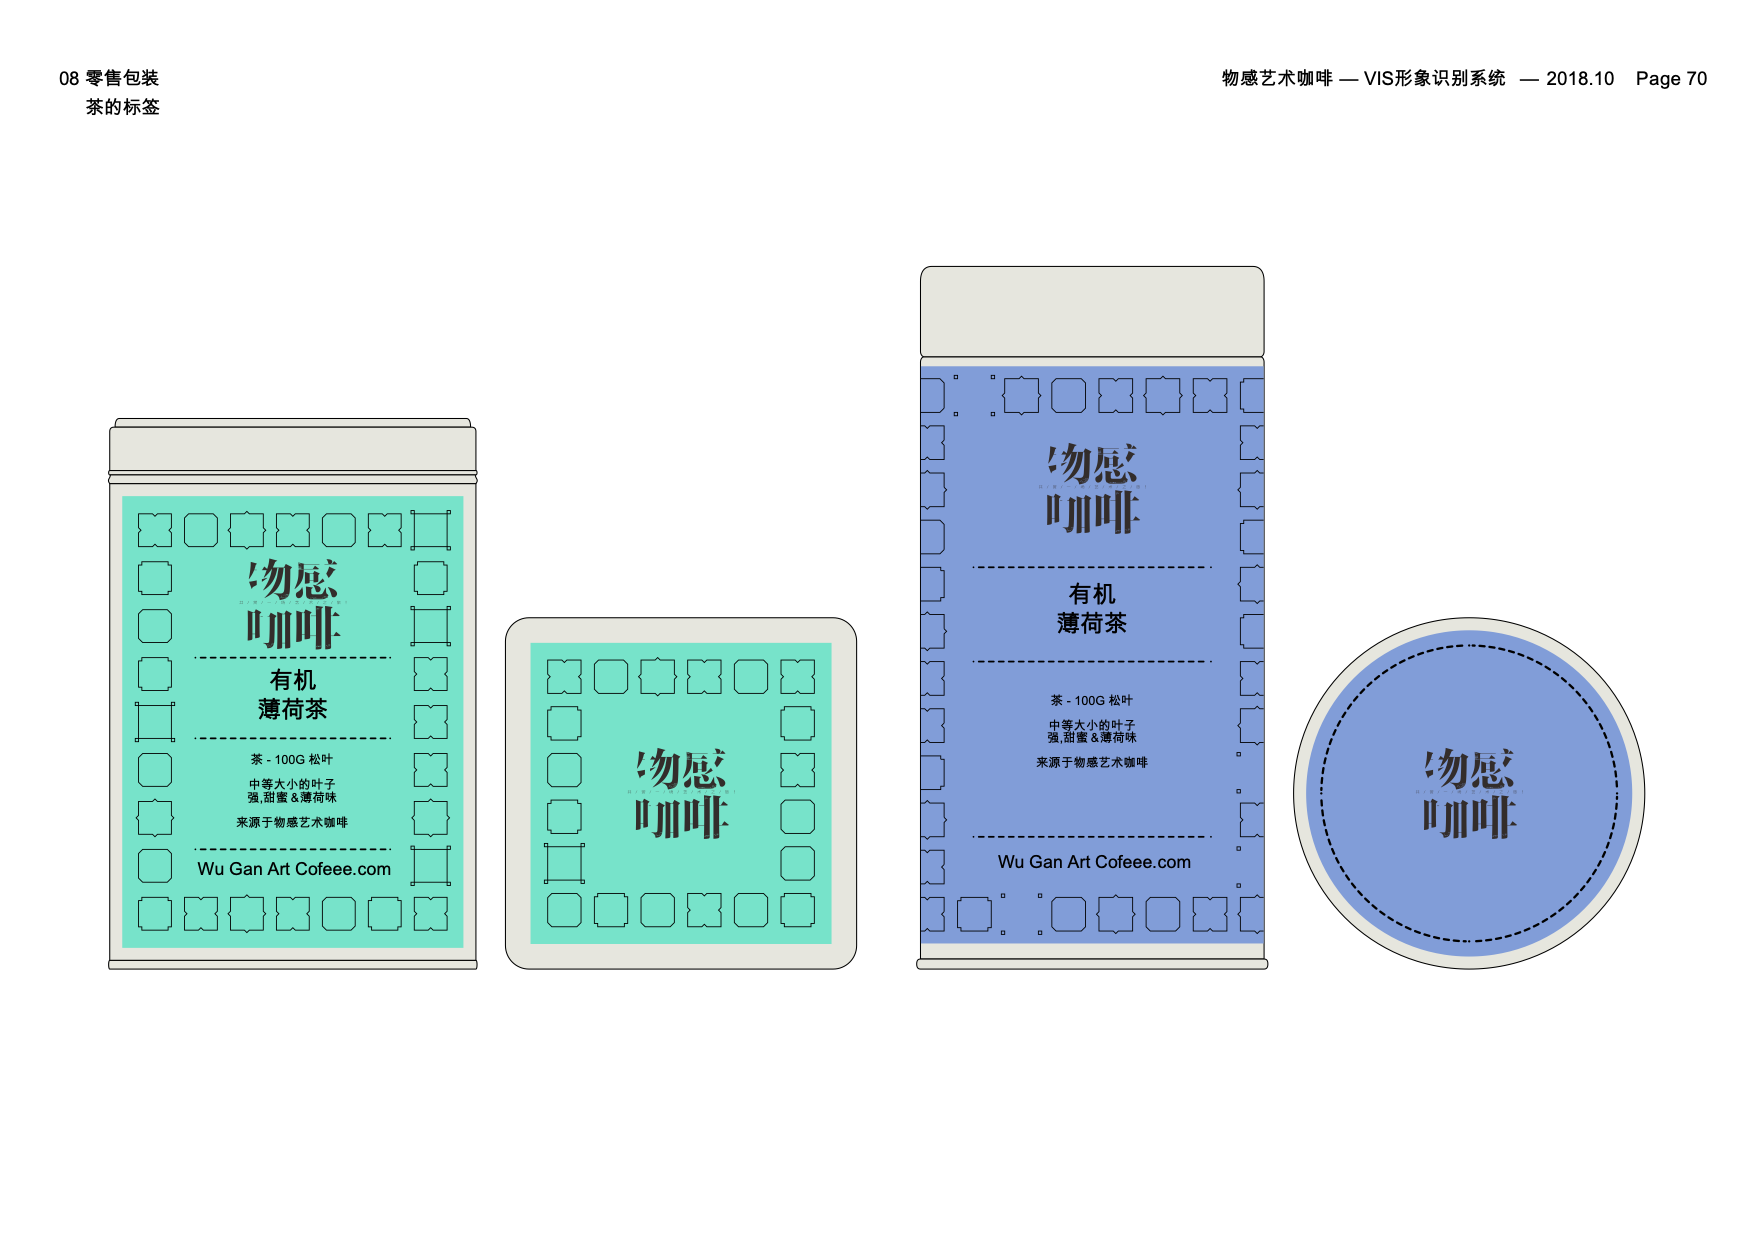 08 零售包装
茶的标签
物感艺术咖啡 — VIS形象识别系统 — 2018.10 Page 70
物感
咖啡
有机
薄荷茶
茶 - 100G 松叶
中等大小的叶子
强,甜蜜＆薄荷味
来源于物感艺术咖啡
Wu Gan Art Cofeee.com
物感
咖啡
物感
咖啡
有机
薄荷茶
茶 - 100G 松叶
中等大小的叶子
强,甜蜜＆薄荷味
来源于物感艺术咖啡
Wu Gan Art Cofeee.com
物感
咖啡